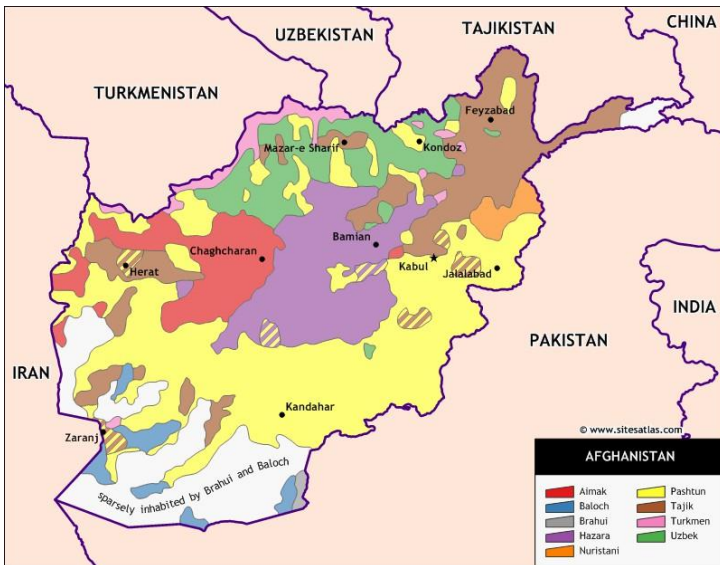 UZBEKISTAN
TAJIKISTAN
CHINA
TURKMENISTAN
Feyzabad
Mazar-e Sharif
Kondoz
Bamian
Chaghcharan
Kabul
Jalalabad
Herat
INDIA
PAKISTAN
IRAN
Kandahar
Zaranj
sparsely inhabited by Brahui and Baloch
© www.sitesatlas.com
AFGHANISTAN
Aimak
Baloch
Brahui
Hazara
Nuristani
Pashtun
Tajik
Turkmen
Uzbek